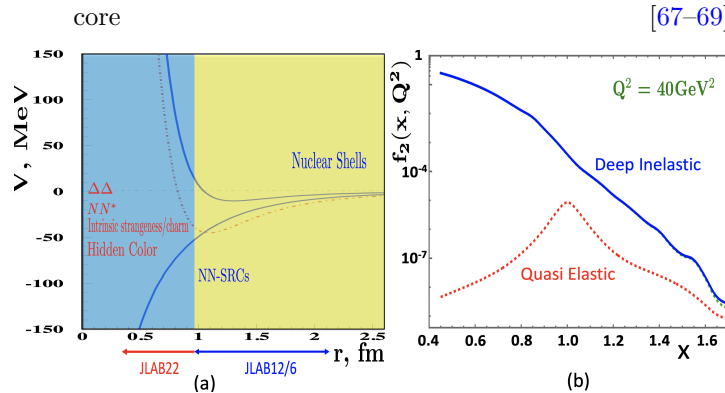 core [67–69]
150
100
50
0
-50
-100
-150
V, MeV
Nuclear Shells
ΔΔ
NN*
Intrinsic strangeness/charm
Hidden Color
NN-SRCs
0 0.5 1 1.5 2 2.5
r, fm
JLAB22 JLAB12/6
(a)
f₂(x, Q²)
1
10⁻⁴
10⁻⁷
Q² = 40GeV²
Deep Inelastic
Quasi Elastic
0.4 0.6 0.8 1.0 1.2 1.4 1.6
X
(b)